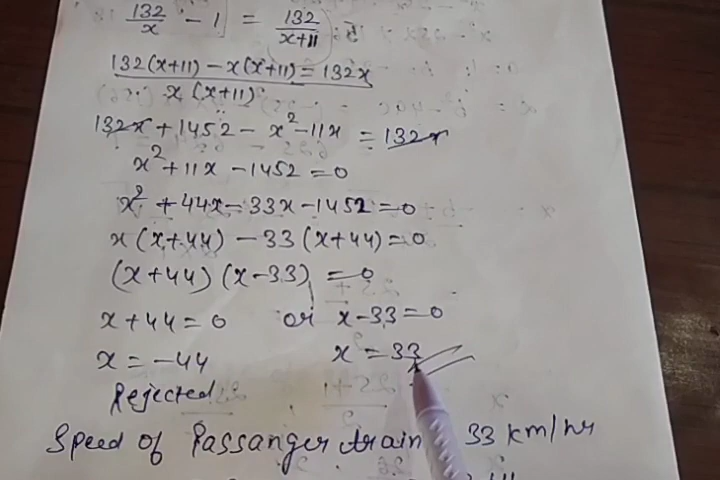 132/x - 1 = 132/x+11
132(x+11) - x(x+11) = 132x
x(x+11)
132x + 1452 - x² - 11x = 132x
x² + 11x - 1452 = 0
x² + 44x - 33x - 1452 = 0
x(x+44) - 33(x+44) = 0
(x+44)(x-33) = 0
x+44 = 0 or x-33 = 0
x = -44 x = 33
Rejected
Speed of Passanger train 33 km/hr